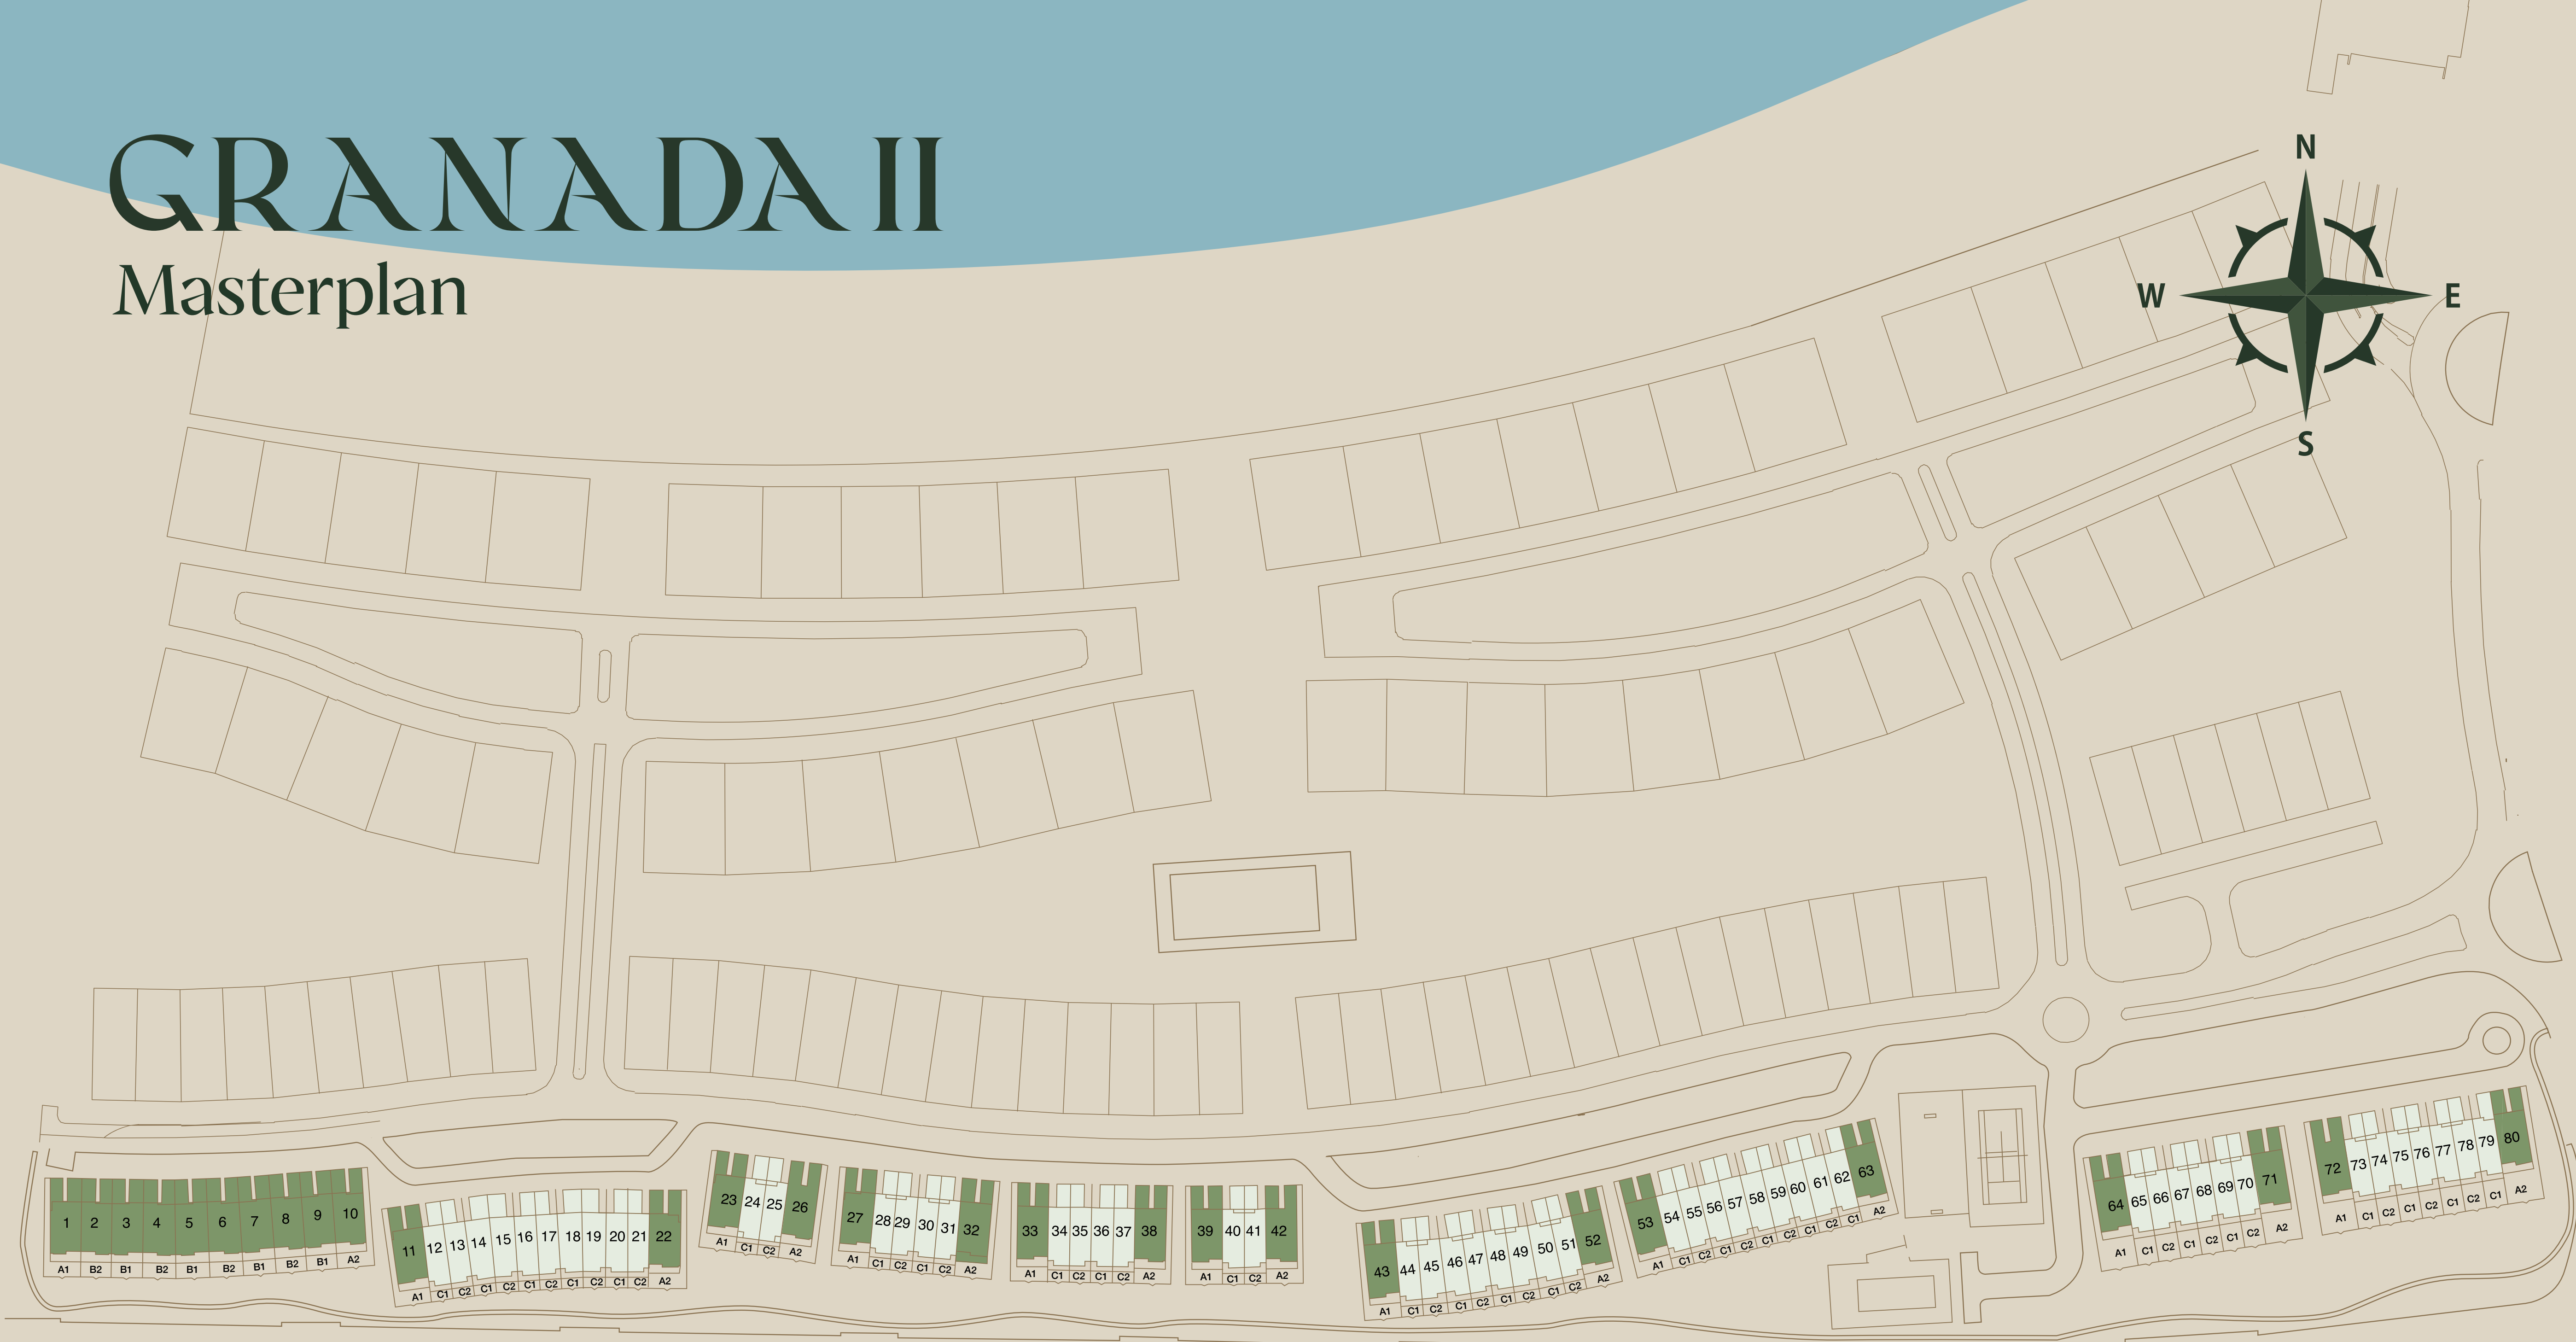 GRANADA II
Masterplan
N
W E
S
1 2 3 4 5 6 7 8 9 10
A1 B2 B1 B2 B1 B2 B1 B2 B1 A2
11 12 13 14 15 16 17 18 19 20 21 22
A1 C1 C2 C1 C2 C1 C2 C1 C2 C1 C2 A2
23 24 25 26
A1 C1 C2 A2
27 28 29 30 31 32
A1 C1 C2 C1 C2 A2
33 34 35 36 37 38
A1 C1 C2 C1 C2 A2
39 40 41 42
A1 C1 C2 A2
43 44 45 46 47 48 49 50 51 52
A1 C1 C2 C1 C2 C1 C2 C1 C2 A2
53 54 55 56 57 58 59 60 61 62 63
A1 C1 C2 C1 C2 C1 C2 C1 C2 C1 A2
64 65 66 67 68 69 70 71
A1 C1 C2 C1 C2 C1 C2 A2
72 73 74 75 76 77 78 79 80
A1 C1 C2 C1 C2 C1 C2 C1 A2